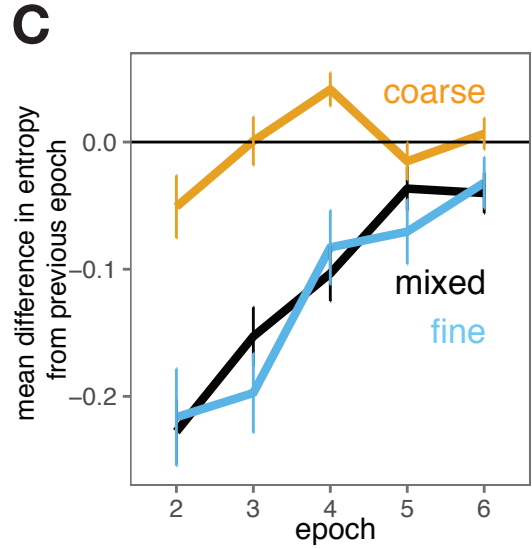 C
mean difference in entropy
from previous epoch
0.0
−0.1
−0.2
coarse
mixed
fine
2 3 4 5 6
epoch